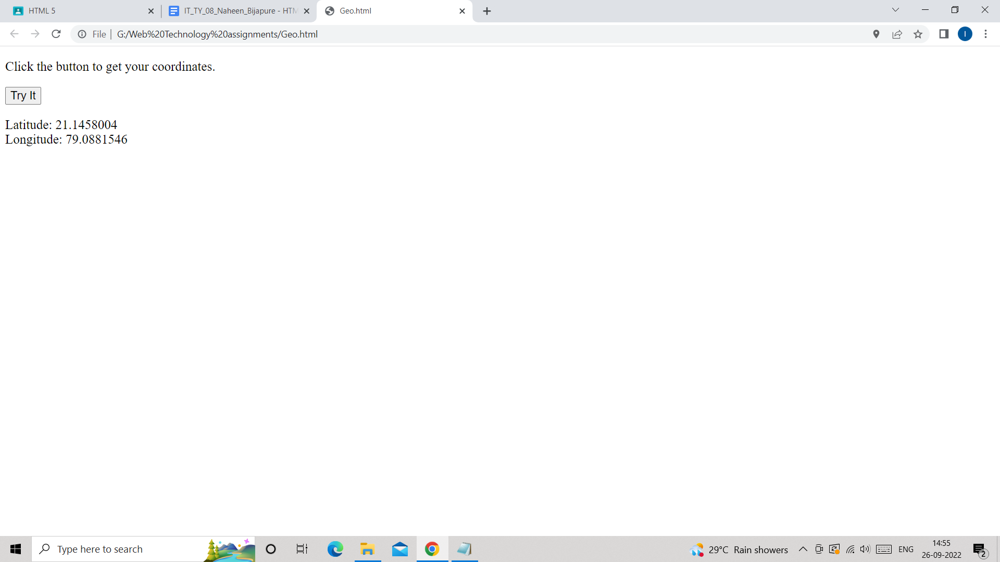 HTML 5
IT_TY_08_Naheen_Bijapure - HTM
Geo.html
File
G:/Web%20Technology%20assignments/Geo.html
I
Click the button to get your coordinates.
Try It
Latitude: 21.1458004
Longitude: 79.0881546
Type here to search
29°C Rain showers
ENG
14:55
26-09-2022
2